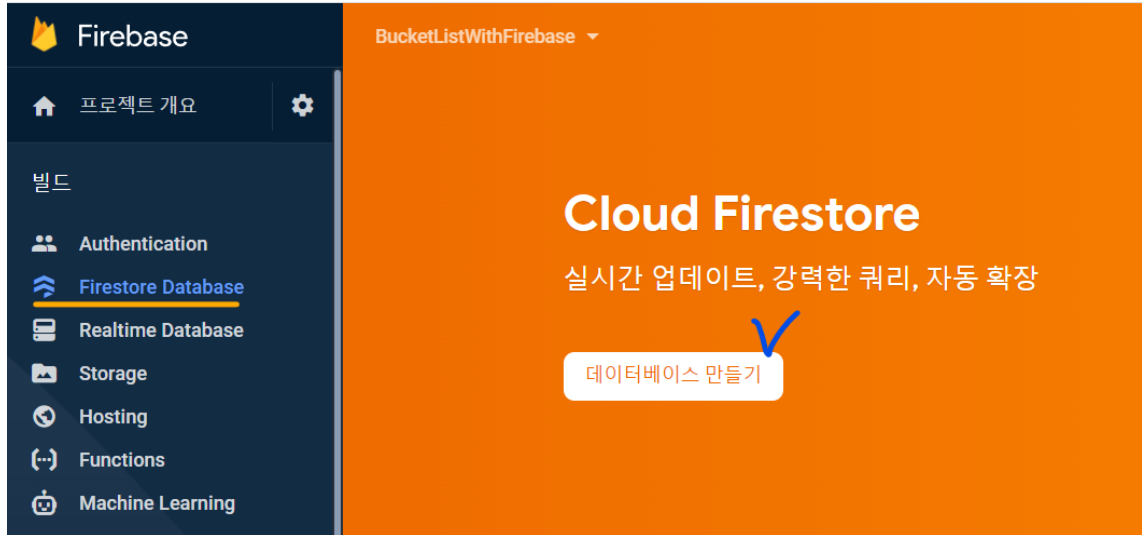 Firebase
프로젝트 개요
빌드
Authentication
Firestore Database
Realtime Database
Storage
Hosting
Functions
Machine Learning
BucketListWithFirebase
Cloud Firestore
실시간 업데이트, 강력한 쿼리, 자동 확장
데이터베이스 만들기